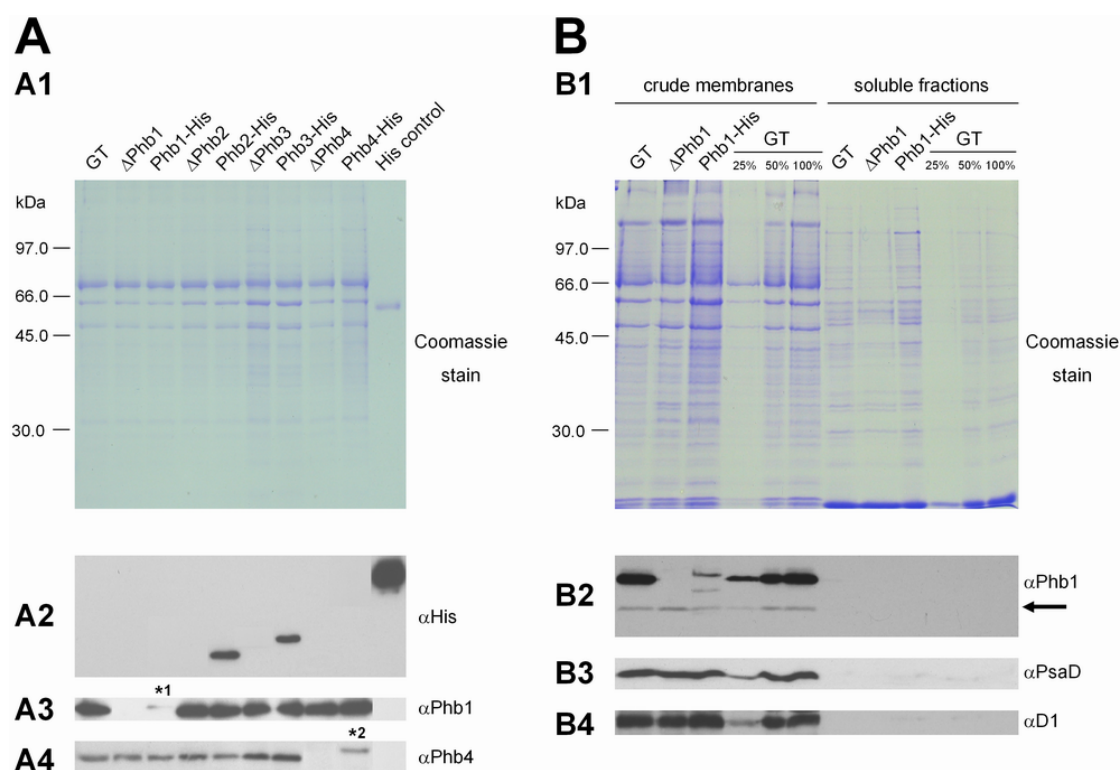 A
A1
GT
ΔPhb1
Phb1-His
ΔPhb2
Phb2-His
ΔPhb3
Phb3-His
ΔPhb4
Phb4-His
His control
kDa
97.0
66.0
45.0
30.0
Coomassie
stain
A2
αHis
A3
*1
αPhb1
A4
*2
αPhb4
B
B1
crude membranes
soluble fractions
GT
ΔPhb1
Phb1-His
GT
25% 50% 100%
GT
ΔPhb1
Phb1-His
GT
25% 50% 100%
kDa
97.0
66.0
45.0
30.0
Coomassie
stain
B2
αPhb1
B3
αPsaD
B4
αD1